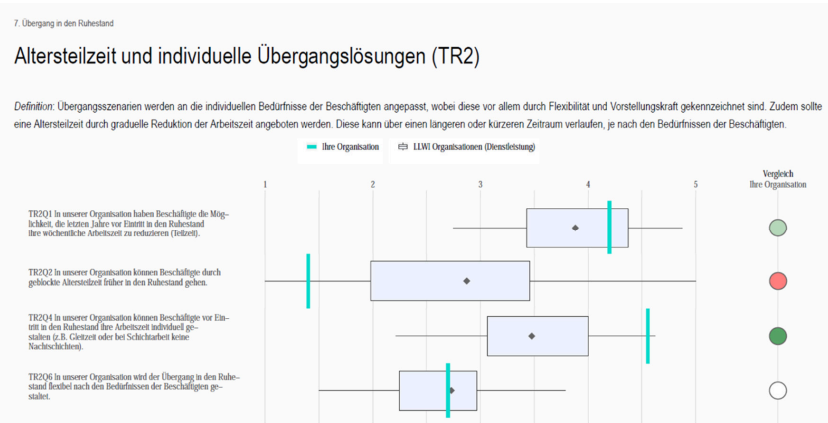 7. Übergang in den Ruhestand
Altersteilzeit und individuelle Übergangslösungen (TR2)
Definition: Übergangsszenarien werden an die individuellen Bedürfnisse der Beschäftigten angepasst, wobei diese vor allem durch Flexibilität und Vorstellungskraft gekennzeichnet sind. Zudem sollte
eine Altersteilzeit durch graduelle Reduktion der Arbeitszeit angeboten werden. Diese kann über einen längeren oder kürzeren Zeitraum verlaufen, je nach den Bedürfnissen der Beschäftigten.
Ihre Organisation LLWI Organisationen (Dienstleistung)
Vergleich
Ihre Organisation
1 2 3 4 5
TR2Q1 In unserer Organisation haben Beschäftigte die Mög–
lichkeit, die letzten Jahre vor Eintritt in den Ruhestand
ihre wöchentliche Arbeitszeit zu reduzieren (Teilzeit).
TR2Q2 In unserer Organisation können Beschäftigte durch
geblockte Altersteilzeit früher in den Ruhestand gehen.
TR2Q4 In unserer Organisation können Beschäftigte vor Ein–
tritt in den Ruhestand ihre Arbeitszeit individuell ge–
stalten (z.B. Gleitzeit oder bei Schichtarbeit keine
Nachtschichten).
TR2Q6 In unserer Organisation wird der Übergang in den Ruhe–
stand flexibel nach den Bedürfnissen der Beschäftigten ge–
staltet.